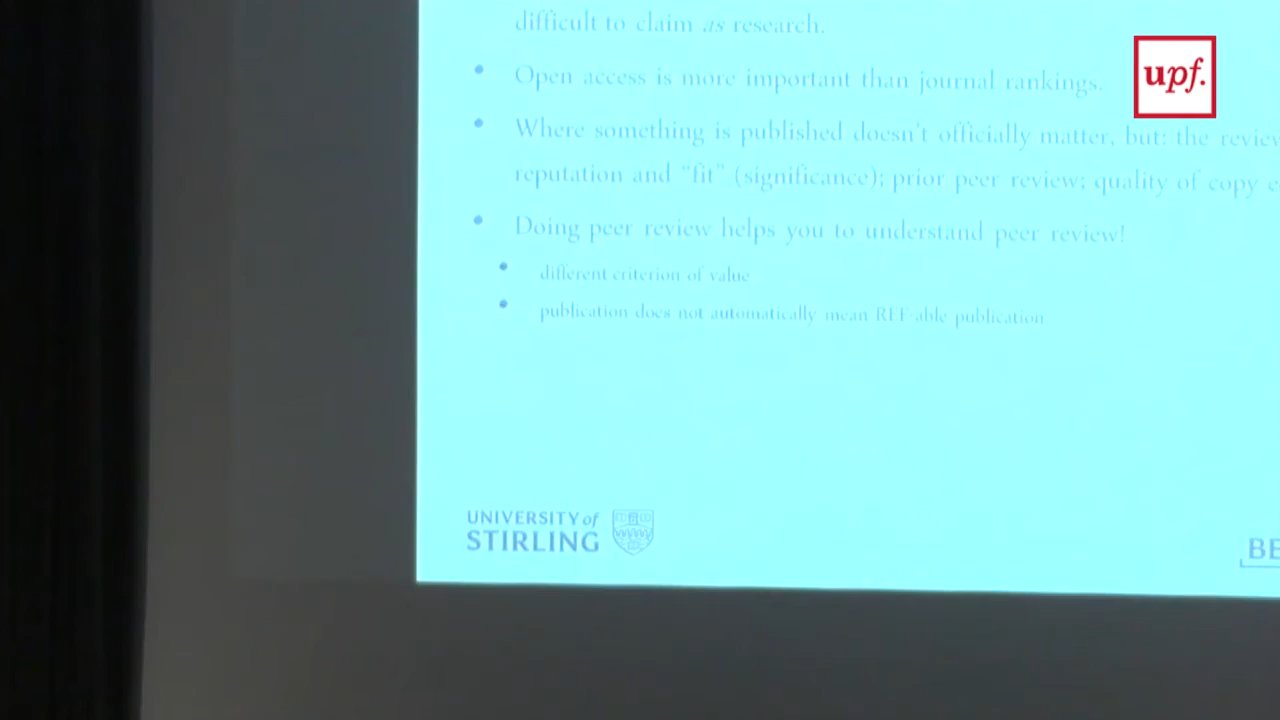 difficult to claim as research.
• Open access is more important than journal rankings.
upf.
• Where something is published doesn't officially matter, but: the review
reputation and "fit" (significance); prior peer review; quality of copy e
• Doing peer review helps you to understand peer review!
• different criterion of value
• publication does not automatically mean REF-able publication
UNIVERSITY of
STIRLING
BE